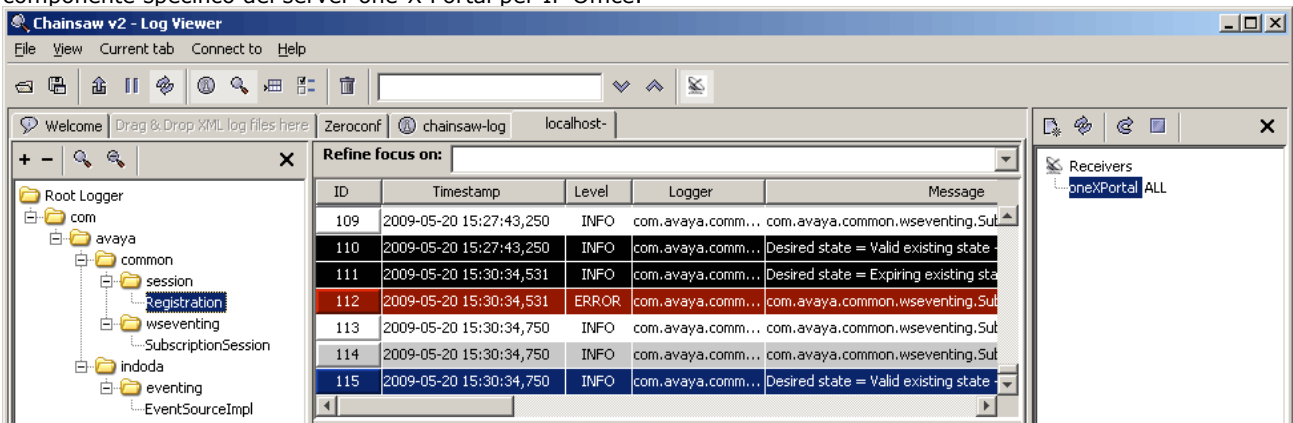 componente specifico del server one-X Portal per IP Office.
Chainsaw v2 - Log Viewer
File View Current tab Connect to Help
Welcome Drag & Drop XML log files here Zeroconf chainsaw-log localhost-
Refine focus on:
Root Logger
com
avaya
common
session
Registration
wseventing
SubscriptionSession
indoda
eventing
EventSourceImpl
ID Timestamp Level Logger Message
109 2009-05-20 15:27:43,250 INFO com.avaya.comm... com.avaya.common.wseventing.Sub
110 2009-05-20 15:27:43,250 INFO com.avaya.comm... Desired state = Valid existing state -
111 2009-05-20 15:30:34,531 INFO com.avaya.comm... Desired state = Expiring existing sta
112 2009-05-20 15:30:34,531 ERROR com.avaya.comm... com.avaya.common.wseventing.Sub
113 2009-05-20 15:30:34,750 INFO com.avaya.comm... com.avaya.common.wseventing.Sub
114 2009-05-20 15:30:34,750 INFO com.avaya.comm... com.avaya.common.wseventing.Sub
115 2009-05-20 15:30:34,750 INFO com.avaya.comm... Desired state = Valid existing state -
Receivers
oneXPortal ALL